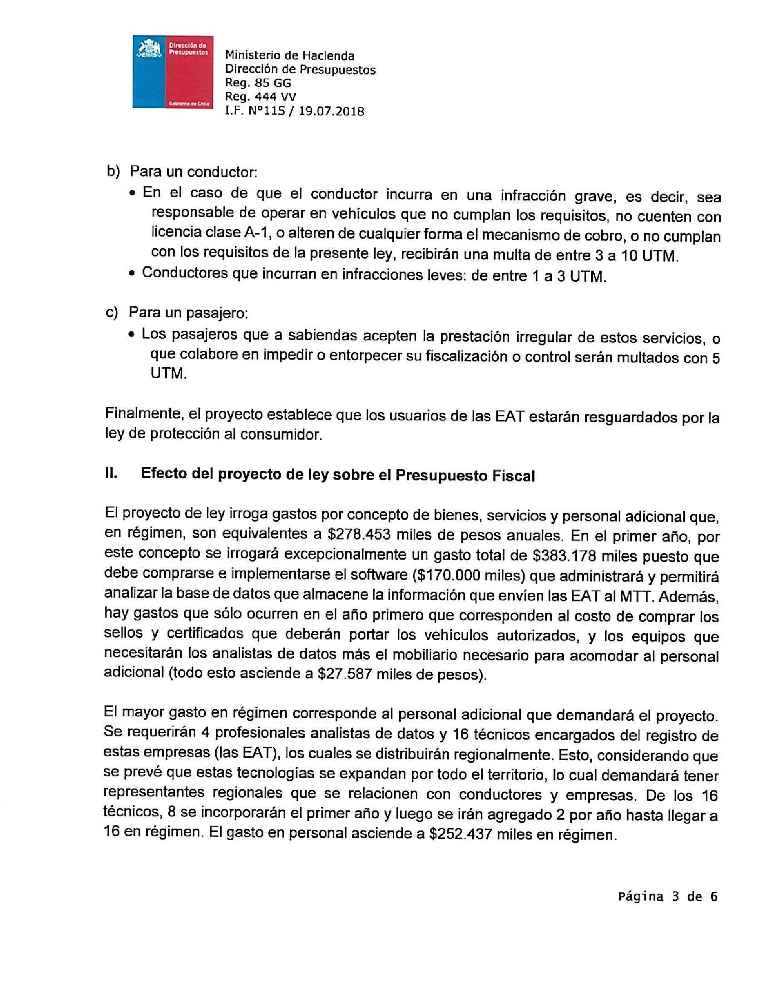 Dirección de
Presupuestos
Gobierno de Chile
Ministerio de Hacienda
Dirección de Presupuestos
Reg. 85 GG
Reg. 444 VV
I.F. Nº115 / 19.07.2018
b) Para un conductor:
• En el caso de que el conductor incurra en una infracción grave, es decir, sea
responsable de operar en vehículos que no cumplan los requisitos, no cuenten con
licencia clase A-1, o alteren de cualquier forma el mecanismo de cobro, o no cumplan
con los requisitos de la presente ley, recibirán una multa de entre 3 a 10 UTM.
• Conductores que incurran en infracciones leves: de entre 1 a 3 UTM.
c) Para un pasajero:
• Los pasajeros que a sabiendas acepten la prestación irregular de estos servicios, o
que colabore en impedir o entorpecer su fiscalización o control serán multados con 5
UTM.
Finalmente, el proyecto establece que los usuarios de las EAT estarán resguardados por la
ley de protección al consumidor.
II. Efecto del proyecto de ley sobre el Presupuesto Fiscal
El proyecto de ley irroga gastos por concepto de bienes, servicios y personal adicional que,
en régimen, son equivalentes a $278.453 miles de pesos anuales. En el primer año, por
este concepto se irrogará excepcionalmente un gasto total de $383.178 miles puesto que
debe comprarse e implementarse el software ($170.000 miles) que administrará y permitirá
analizar la base de datos que almacene la información que envíen las EAT al MTT. Además,
hay gastos que sólo ocurren en el año primero que corresponden al costo de comprar los
sellos y certificados que deberán portar los vehículos autorizados, y los equipos que
necesitarán los analistas de datos más el mobiliario necesario para acomodar al personal
adicional (todo esto asciende a $27.587 miles de pesos).
El mayor gasto en régimen corresponde al personal adicional que demandará el proyecto.
Se requerirán 4 profesionales analistas de datos y 16 técnicos encargados del registro de
estas empresas (las EAT), los cuales se distribuirán regionalmente. Esto, considerando que
se prevé que estas tecnologías se expandan por todo el territorio, lo cual demandará tener
representantes regionales que se relacionen con conductores y empresas. De los 16
técnicos, 8 se incorporarán el primer año y luego se irán agregado 2 por año hasta llegar a
16 en régimen. El gasto en personal asciende a $252.437 miles en régimen.
Página 3 de 6